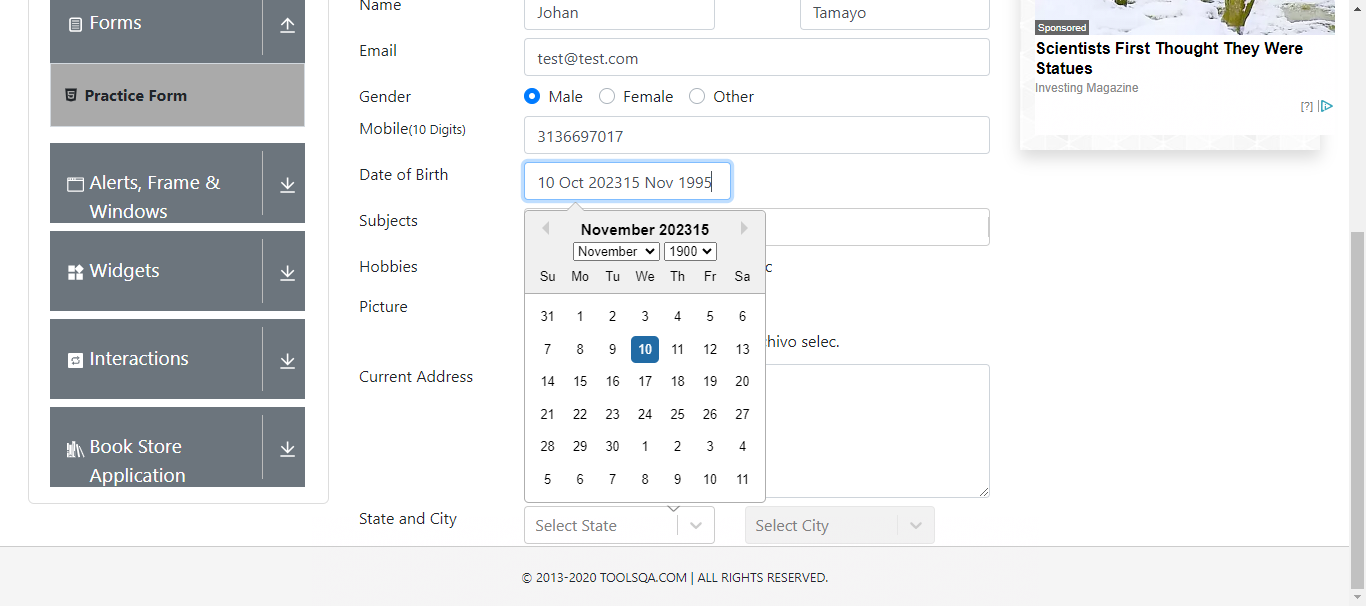 Forms
Practice Form
Alerts, Frame &
Windows
Widgets
Interactions
Book Store
Application
Name
Johan
Tamayo
Email
test@test.com
Gender
Male
Female
Other
Mobile(10 Digits)
3136697017
Date of Birth
10 Oct 202315 Nov 1995
Subjects
Hobbies
c
Picture
hivo selec.
Current Address
November 202315
November 1900
Su Mo Tu We Th Fr Sa
31 1 2 3 4 5 6
7 8 9 10 11 12 13
14 15 16 17 18 19 20
21 22 23 24 25 26 27
28 29 30 1 2 3 4
5 6 7 8 9 10 11
State and City
Select State
Select City
Sponsored
Scientists First Thought They Were
Statues
Investing Magazine
[?]
© 2013-2020 TOOLSQA.COM | ALL RIGHTS RESERVED.